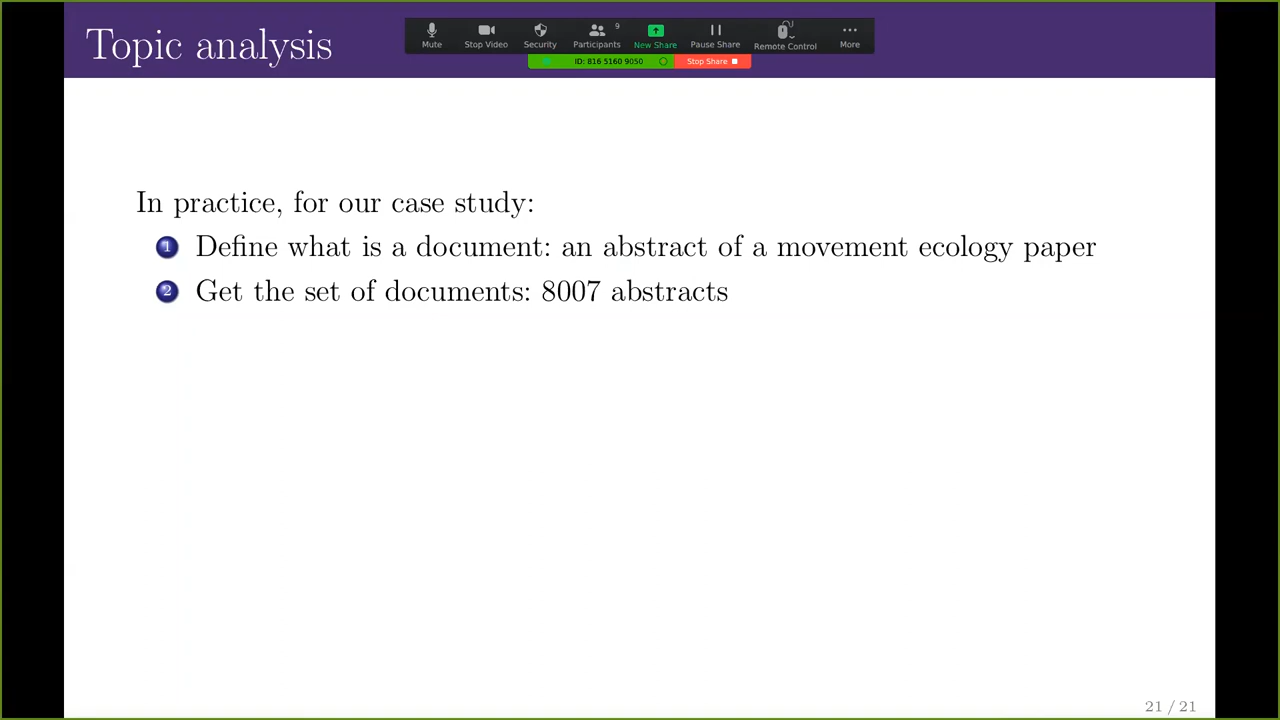 Topic analysis
Mute
Stop Video
Security
Participants
9
New Share
Pause Share
Remote Control
More
ID: 816 5160 9050
Stop Share
In practice, for our case study:
1 Define what is a document: an abstract of a movement ecology paper
2 Get the set of documents: 8007 abstracts
21 / 21